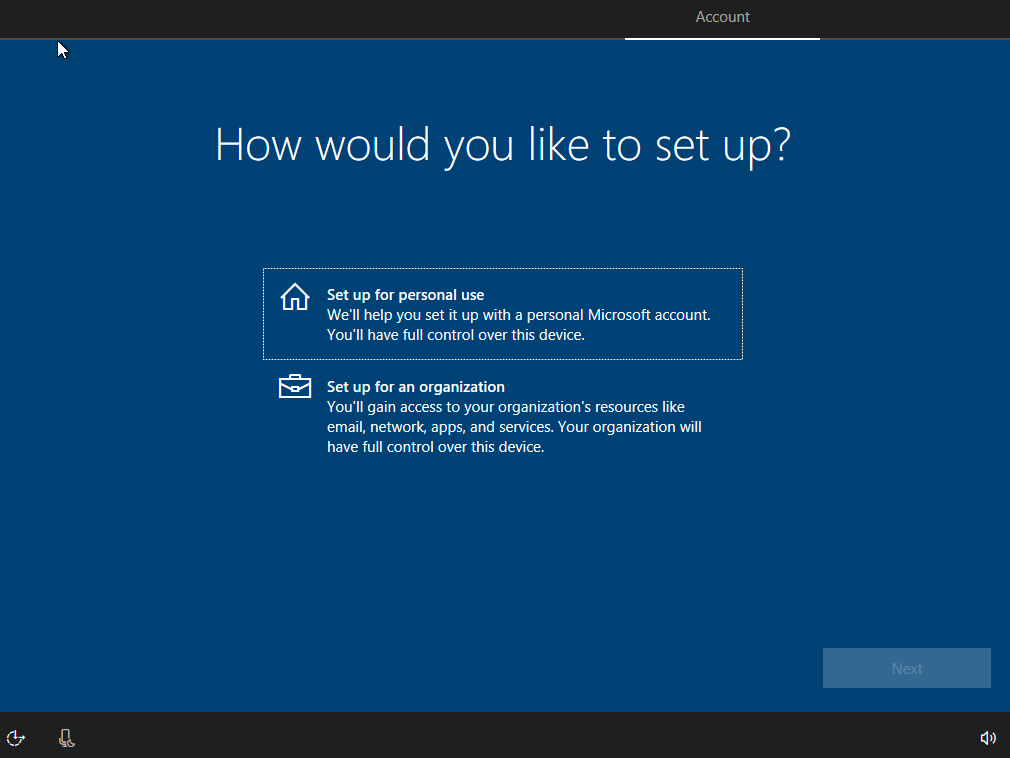 Account
How would you like to set up?
Set up for personal use
We'll help you set it up with a personal Microsoft account.
You'll have full control over this device.
Set up for an organization
You'll gain access to your organization's resources like
email, network, apps, and services. Your organization will
have full control over this device.
Next